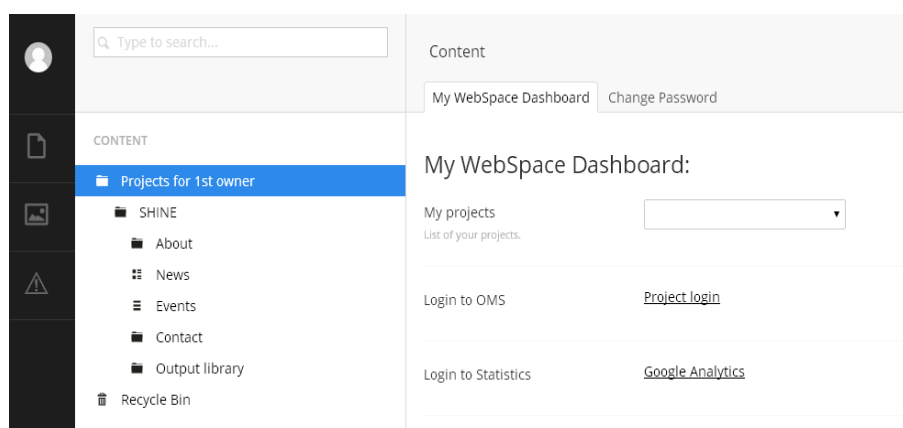 Type to search...
Content
My WebSpace Dashboard
Change Password
CONTENT
Projects for 1st owner
SHINE
About
News
Events
Contact
Output library
Recycle Bin
My WebSpace Dashboard:
My projects
List of your projects.
Login to OMS
Project login
Login to Statistics
Google Analytics